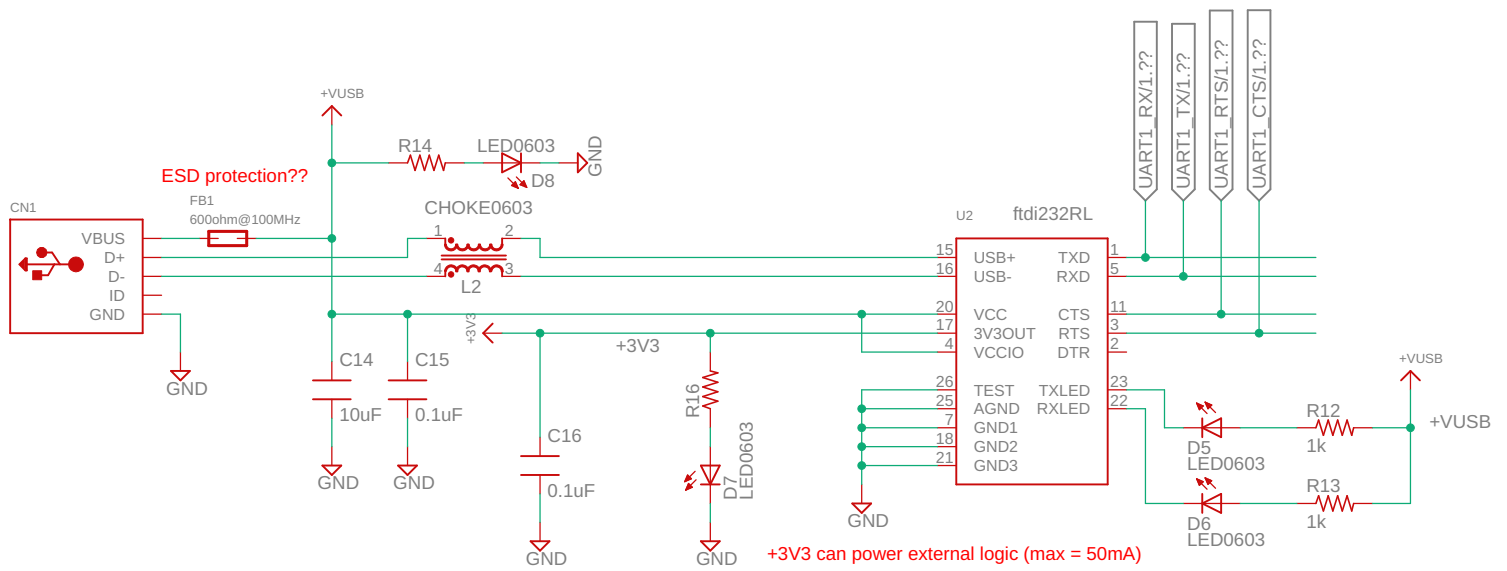 UART1_RX/1.??
UART1_TX/1.??
UART1_RTS/1.??
UART1_CTS/1.??
+VUSB
R14
LED0603
D8
GND
ESD protection??
FB1
600ohm@100MHz
CN1
VBUS
D+
D-
ID
GND
GND
CHOKE0603
1
2
4
3
L2
+3V3
+3V3
C14
10uF
GND
C15
0.1uF
GND
C16
0.1uF
GND
R16
D7
LED0603
GND
U2
ftdi232RL
15 USB+ TXD 1
16 USB- RXD 5
20 VCC CTS 11
17 3V3OUT RTS 3
4 VCCIO DTR 2
26 TEST TXLED 23
25 AGND RXLED 22
7 GND1
18 GND2
21 GND3
GND
+VUSB
+VUSB
D5
LED0603
R12
1k
D6
LED0603
R13
1k
+3V3 can power external logic (max = 50mA)